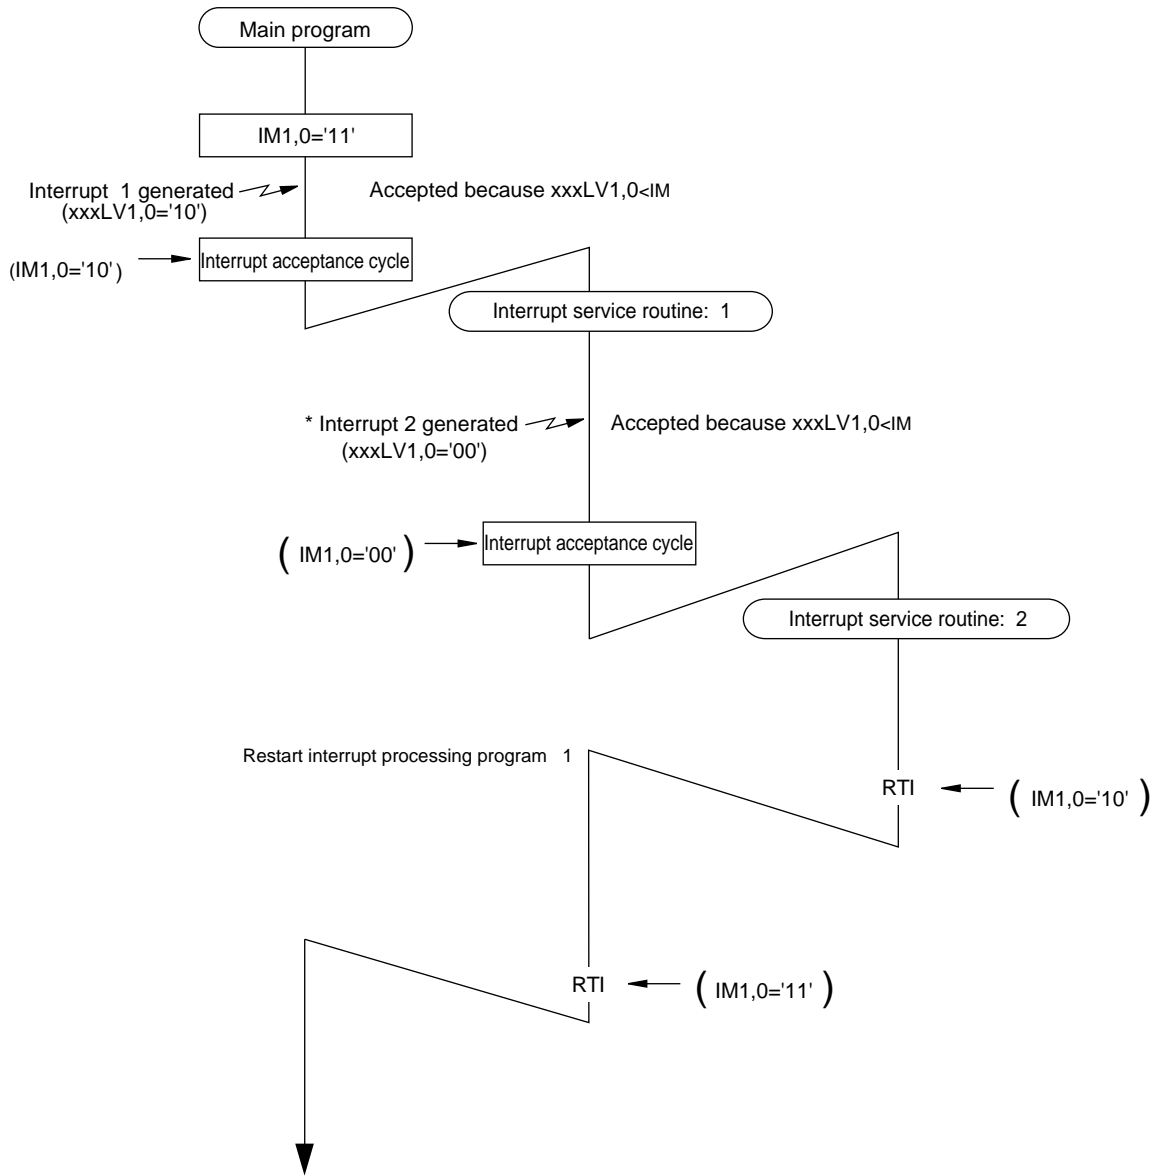 Main program
IM1,0='11'
Interrupt 1 generated
(xxxLV1,0='10')
Accepted because xxxLV1,0<IM
(IM1,0='10')
Interrupt acceptance cycle
Interrupt service routine: 1
* Interrupt 2 generated
(xxxLV1,0='00')
Accepted because xxxLV1,0<IM
( IM1,0='00' )
Interrupt acceptance cycle
Interrupt service routine: 2
Restart interrupt processing program 1
RTI
( IM1,0='10' )
RTI
( IM1,0='11' )